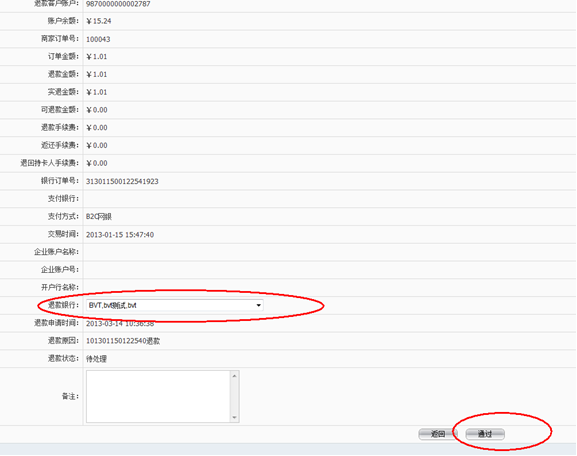 退款客户账户: 9870000000002787
账户余额: ￥15.24
商家订单号: 100043
订单金额: ￥1.01
退款金额: ￥1.01
实退金额: ￥1.01
可退款金额: ￥0.00
退款手续费: ￥0.00
返还手续费: ￥0.00
退回持卡人手续费: ￥0.00
银行订单号: 313011500122541923
支付银行:
支付方式: B2C网银
交易时间: 2013-01-15 15:47:40
企业账户名称:
企业账户号:
开户行名称:
退款银行: BVT,bvt测试,bvt
退款申请时间: 2013-03-14 10:36:38
退款原因: 101301150122540退款
退款状态: 待处理
备注:
返回 通过